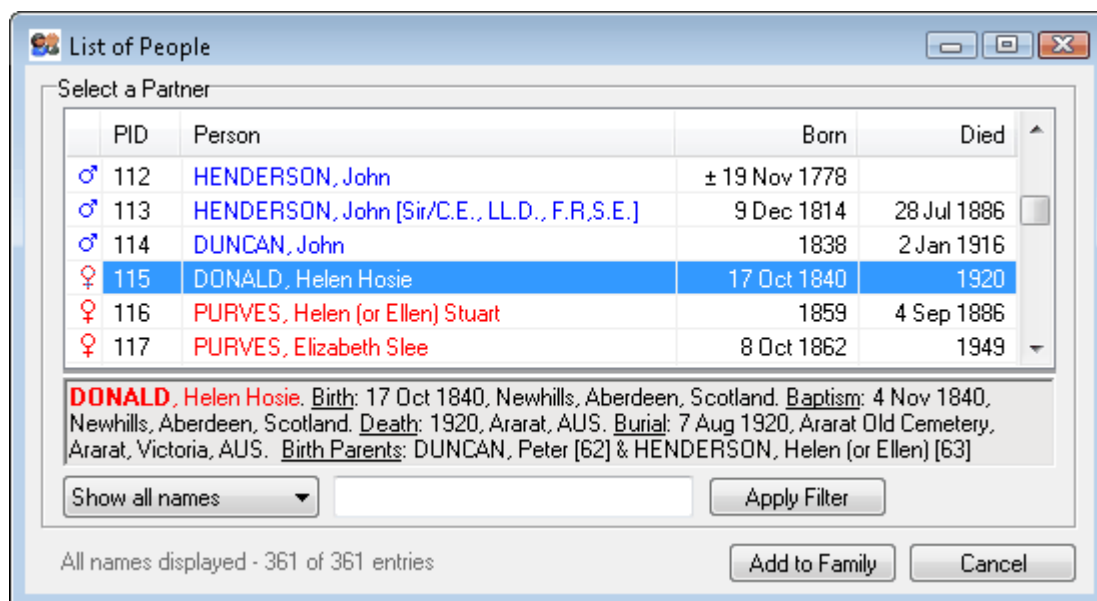 List of People
Select a Partner
PID Person Born Died
♂ 112 HENDERSON, John ± 19 Nov 1778
♂ 113 HENDERSON, John [Sir/C.E., LL.D., F.R,S.E.] 9 Dec 1814 28 Jul 1886
♂ 114 DUNCAN, John 1838 2 Jan 1916
♀ 115 DONALD, Helen Hosie 17 Oct 1840 1920
♀ 116 PURVES, Helen (or Ellen) Stuart 1859 4 Sep 1886
♀ 117 PURVES, Elizabeth Slee 8 Oct 1862 1949
DONALD, Helen Hosie. Birth: 17 Oct 1840, Newhills, Aberdeen, Scotland. Baptism: 4 Nov 1840,
Newhills, Aberdeen, Scotland. Death: 1920, Ararat, AUS. Burial: 7 Aug 1920, Ararat Old Cemetery,
Ararat, Victoria, AUS. Birth Parents: DUNCAN, Peter [62] & HENDERSON, Helen (or Ellen) [63]
Show all names Apply Filter
All names displayed - 361 of 361 entries Add to Family Cancel